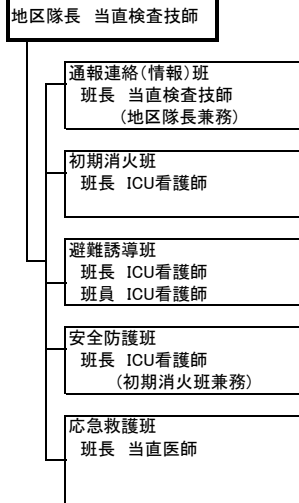 地区隊長 当直検査技師
通報連絡(情報)班
班長 当直検査技師
(地区隊長兼務)
初期消火班
班長 ICU看護師
避難誘導班
班長 ICU看護師
班員 ICU看護師
安全防護班
班長 ICU看護師
(初期消火班兼務)
応急救護班
班長 当直医師